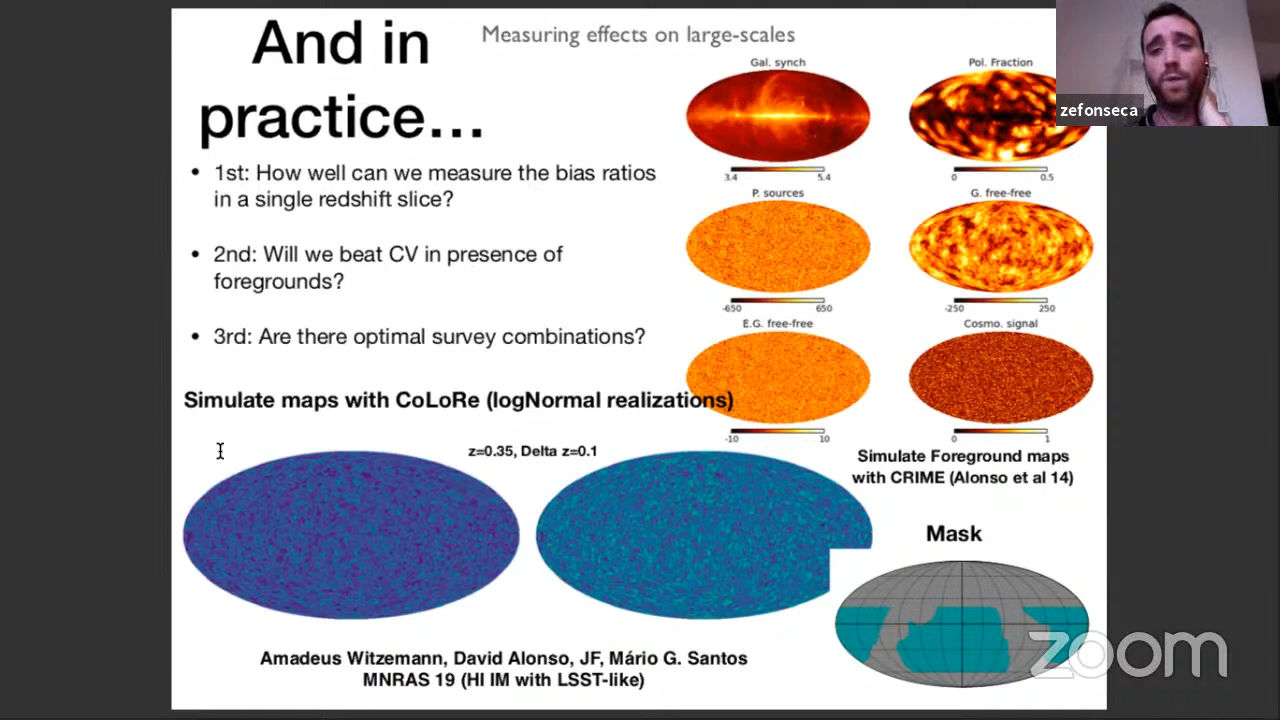 And in
practice...
Measuring effects on large-scales
• 1st: How well can we measure the bias ratios
in a single redshift slice?
• 2nd: Will we beat CV in presence of
foregrounds?
• 3rd: Are there optimal survey combinations?
Gal. synch
3.4 5.4
Pol. Fraction
0 0.5
P. sources
-650 650
G. free-free
-250 250
E.G. free-free
-10 10
Cosmo. signal
0 1
zefonseca
Simulate maps with CoLoRe (logNormal realizations)
z=0.35, Delta z=0.1
Simulate Foreground maps
with CRIME (Alonso et al 14)
Mask
Amadeus Witzemann, David Alonso, JF, Mário G. Santos
MNRAS 19 (HI IM with LSST-like)
zoom